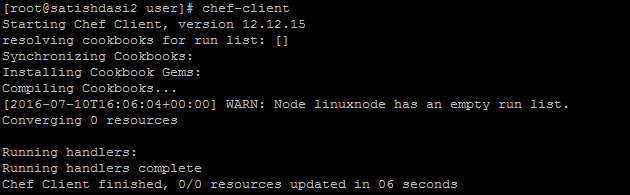 [root@satishdasi2 user]# chef-client
Starting Chef Client, version 12.12.15
resolving cookbooks for run list: []
Synchronizing Cookbooks:
Installing Cookbook Gems:
Compiling Cookbooks...
[2016-07-10T16:06:04+00:00] WARN: Node linuxnode has an empty run list.
Converging 0 resources
Running handlers:
Running handlers complete
Chef Client finished, 0/0 resources updated in 06 seconds